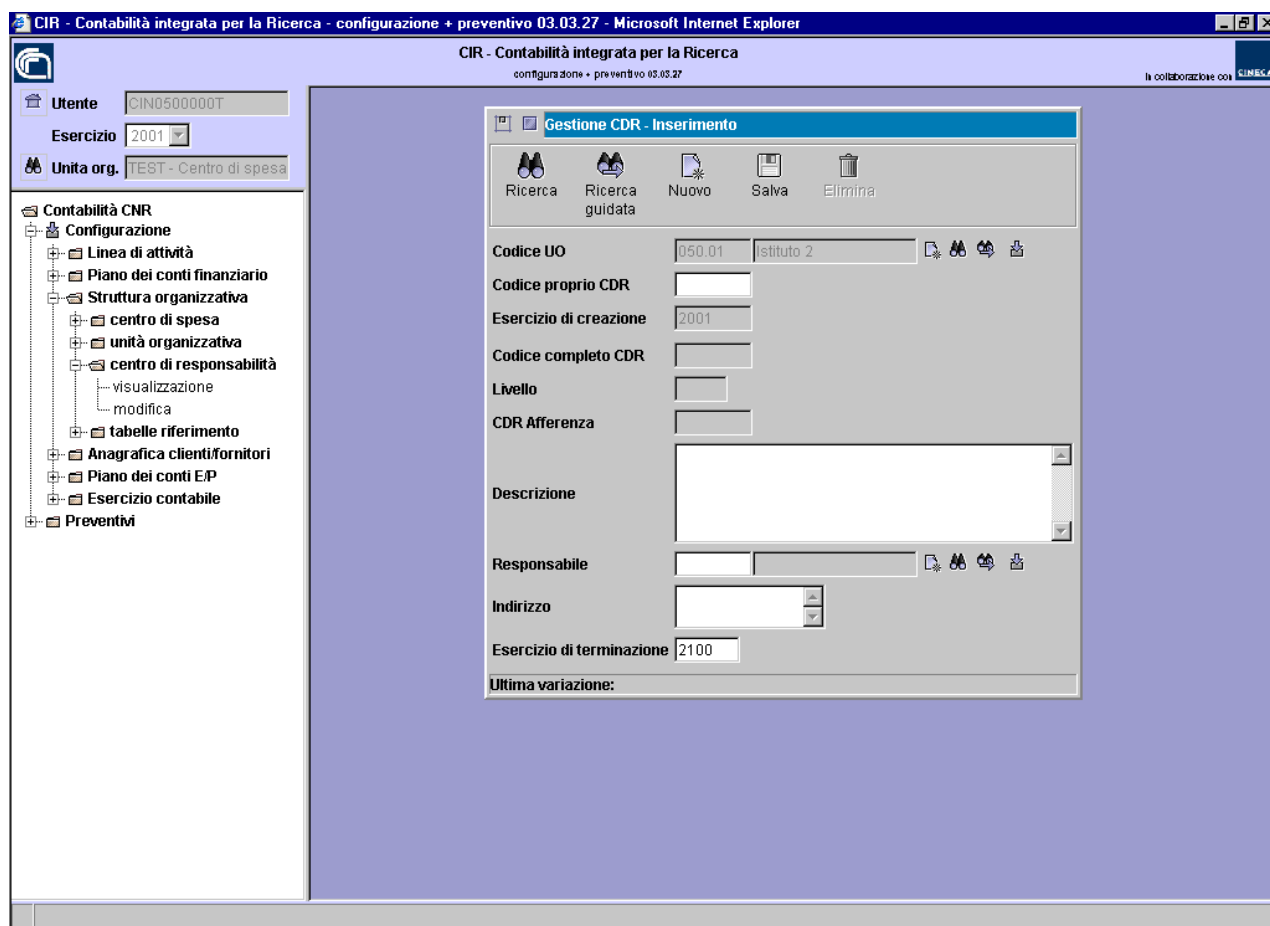 CIR - Contabilità integrata per la Ricerca - configurazione + preventivo 03.03.27 - Microsoft Internet Explorer
CIR - Contabilità integrata per la Ricerca
configurazione + preventivo 03.03.27
In collaborazione con CINECA
Utente CIN0500000T
Esercizio 2001
Unita org. TEST - Centro di spesa
Contabilità CNR
Configurazione
Linea di attività
Piano dei conti finanziario
Struttura organizzativa
centro di spesa
unità organizzativa
centro di responsabilità
visualizzazione
modifica
tabelle riferimento
Anagrafica clienti/fornitori
Piano dei conti E/P
Esercizio contabile
Preventivi
Gestione CDR - Inserimento
Ricerca Ricerca guidata Nuovo Salva Elimina
Codice UO 050.01 Istituto 2
Codice proprio CDR
Esercizio di creazione 2001
Codice completo CDR
Livello
CDR Afferenza
Descrizione
Responsabile
Indirizzo
Esercizio di terminazione 2100
Ultima variazione: